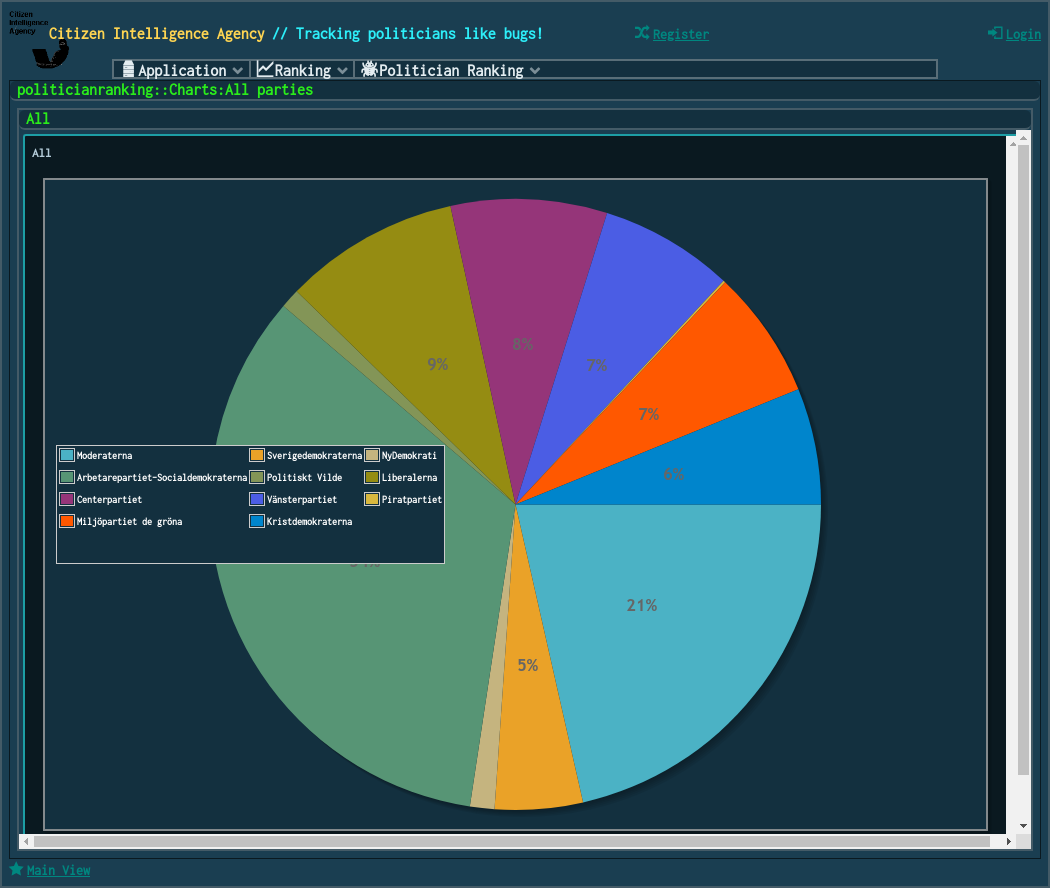 Citizen
Intelligence
Agency
Citizen Intelligence Agency // Tracking politicians like bugs!
Register
Login
Application
Ranking
Politician Ranking
politicianranking::Charts:All parties
All
All
8%
9%
7%
7%
6%
Moderaterna
Sverigedemokraterna
NyDemokrati
Arbetarepartiet-Socialdemokraterna
Politiskt Vilde
Liberalerna
Centerpartiet
Vänsterpartiet
Piratpartiet
Miljöpartiet de gröna
Kristdemokraterna
21%
5%
Main View